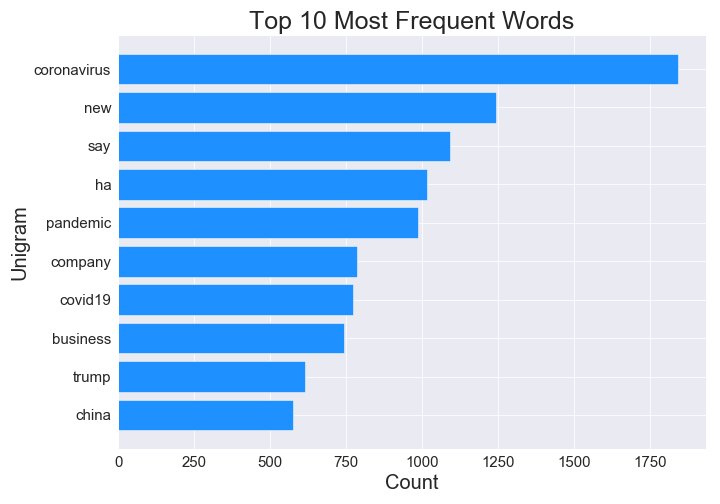 Top 10 Most Frequent Words
Unigram
coronavirus
new
say
ha
pandemic
company
covid19
business
trump
china
0 250 500 750 1000 1250 1500 1750
Count